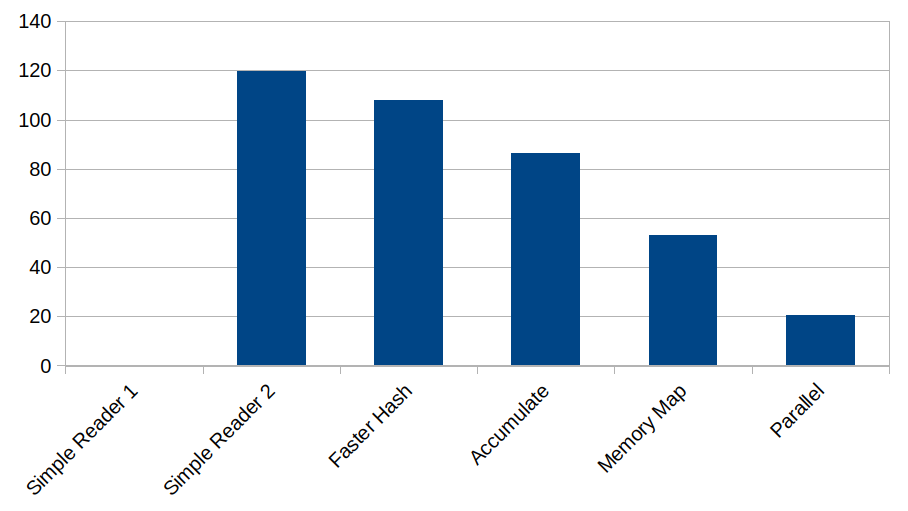 140
120
100
80
60
40
20
0
Simple Reader 1
Simple Reader 2
Faster Hash
Accumulate
Memory Map
Parallel